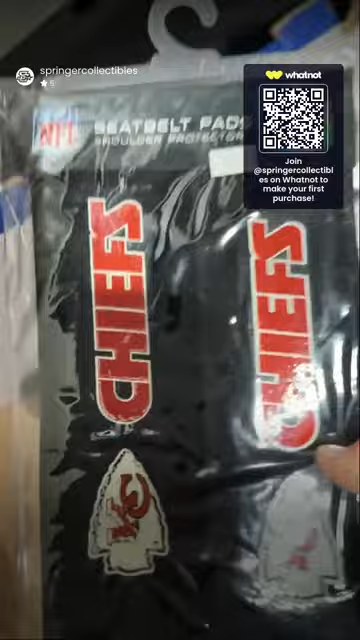 springercollectibles
★ 5
whatnot
Join
@springercollectibl
es on Whatnot to
make your first
purchase!
NFL
SEATBELT PADS
SHOULDER PROTECTOR
CHIEFS
CHIEFS
KC